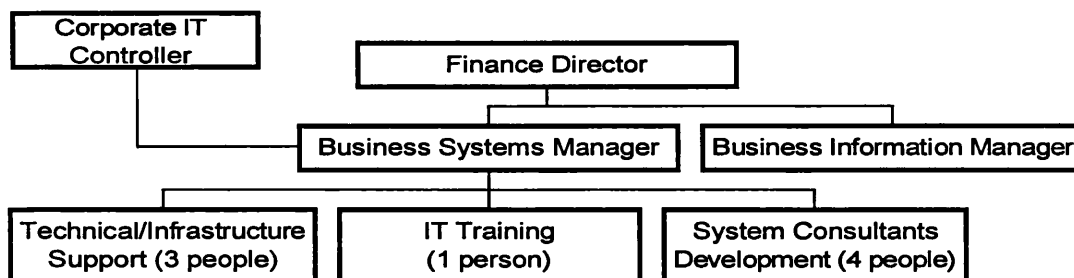 Corporate IT
Controller
Finance Director
Business Systems Manager
Business Information Manager
Technical/Infrastructure
Support (3 people)
IT Training
(1 person)
System Consultants
Development (4 people)